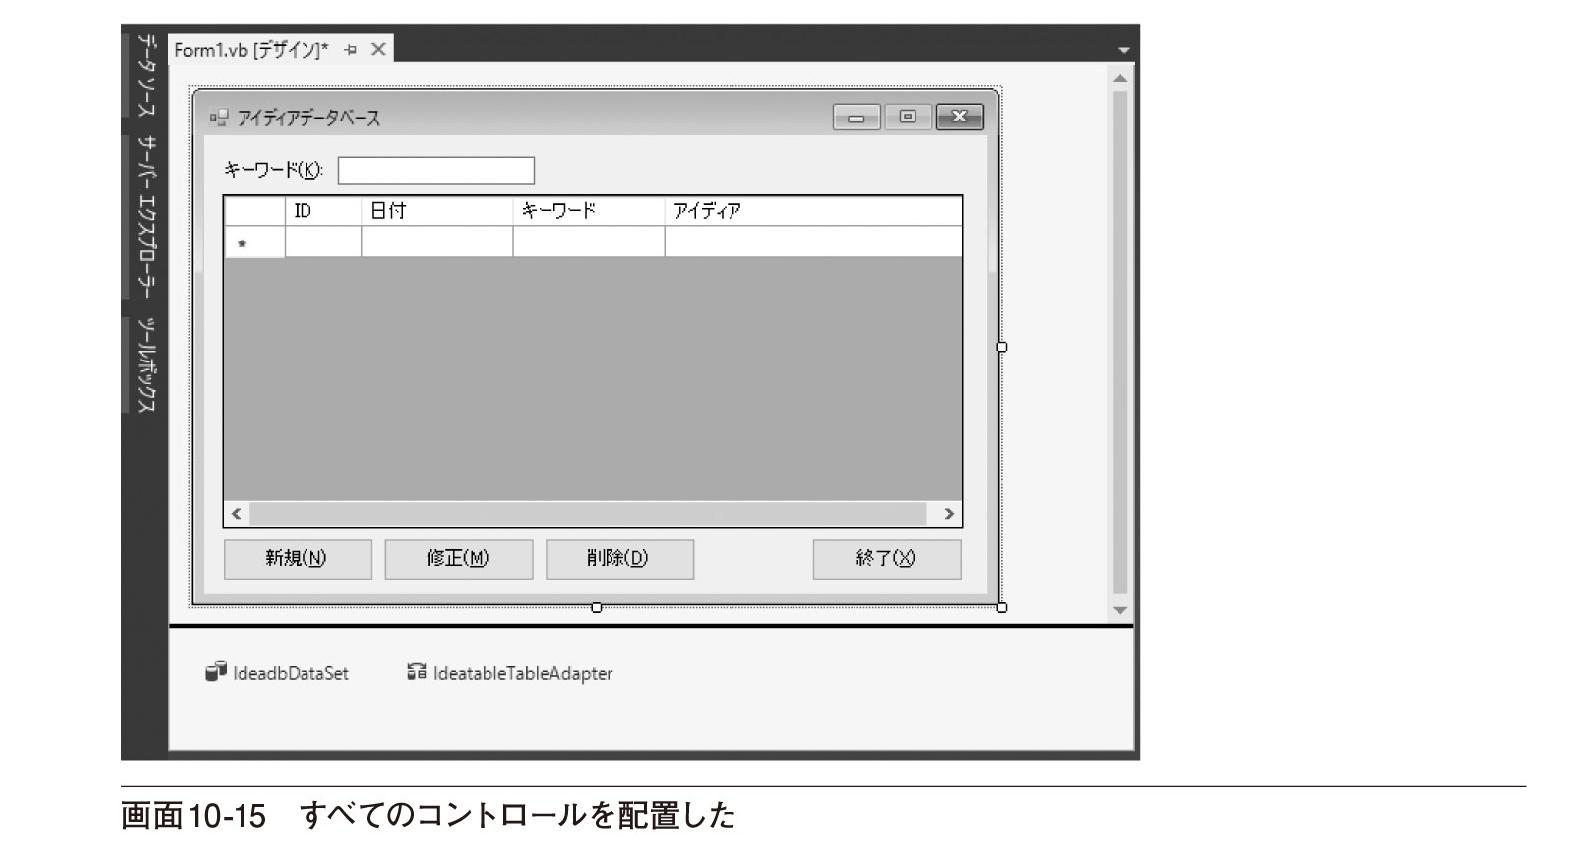 Form1.vb [デザイン]*
データ ソース
サーバー エクスプローラー
ツールボックス
アイディアデータベース
キーワード(K):
ID 日付 キーワード アイディア
*
新規(N) 修正(M) 削除(D) 終了(X)
IdeadbDataSet IdeatableTableAdapter
画面10-15 すべてのコントロールを配置した